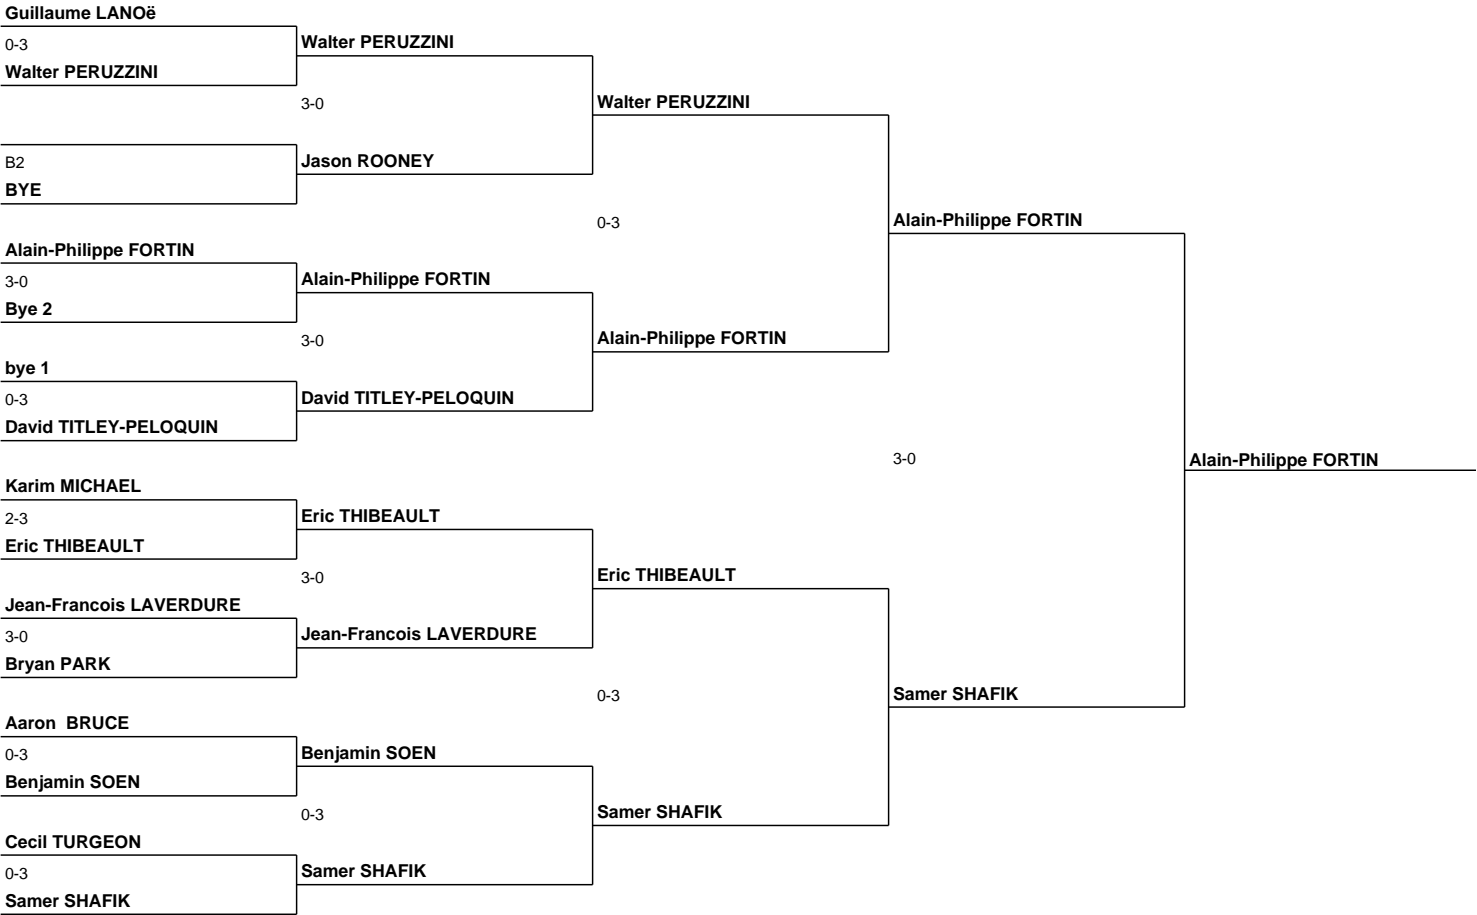 Guillaume LANOë
0-3
Walter PERUZZINI
B2
BYE
Alain-Philippe FORTIN
3-0
Bye 2
bye 1
0-3
David TITLEY-PELOQUIN
Karim MICHAEL
2-3
Eric THIBEAULT
Jean-Francois LAVERDURE
3-0
Bryan PARK
Aaron  BRUCE
0-3
Benjamin SOEN
Cecil TURGEON
0-3
Samer SHAFIK
Walter PERUZZINI
3-0
Jason ROONEY
Alain-Philippe FORTIN
3-0
David TITLEY-PELOQUIN
Eric THIBEAULT
3-0
Jean-Francois LAVERDURE
Benjamin SOEN
0-3
Samer SHAFIK
Walter PERUZZINI
0-3
Alain-Philippe FORTIN
Eric THIBEAULT
0-3
Samer SHAFIK
Alain-Philippe FORTIN
3-0
Samer SHAFIK
Alain-Philippe FORTIN